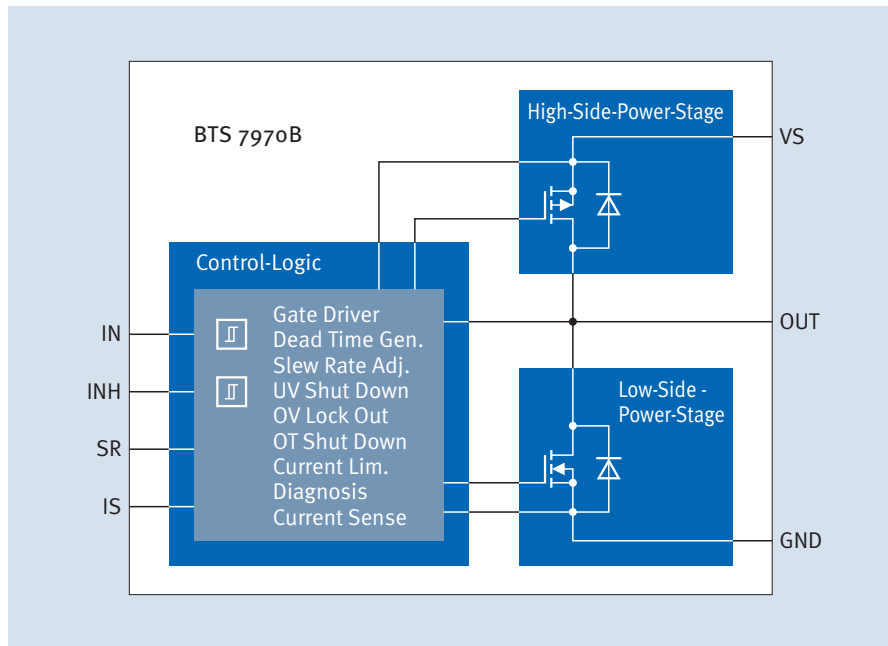 BTS 7970B
High-Side-Power-Stage
VS
Control-Logic
Gate Driver
Dead Time Gen.
Slew Rate Adj.
UV Shut Down
OV Lock Out
OT Shut Down
Current Lim.
Diagnosis
Current Sense
IN
INH
SR
IS
OUT
Low-Side -
Power-Stage
GND